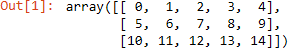 Out[1]: array([[ 0,  1,  2,  3,  4],
       [ 5,  6,  7,  8,  9],
       [10, 11, 12, 13, 14]])